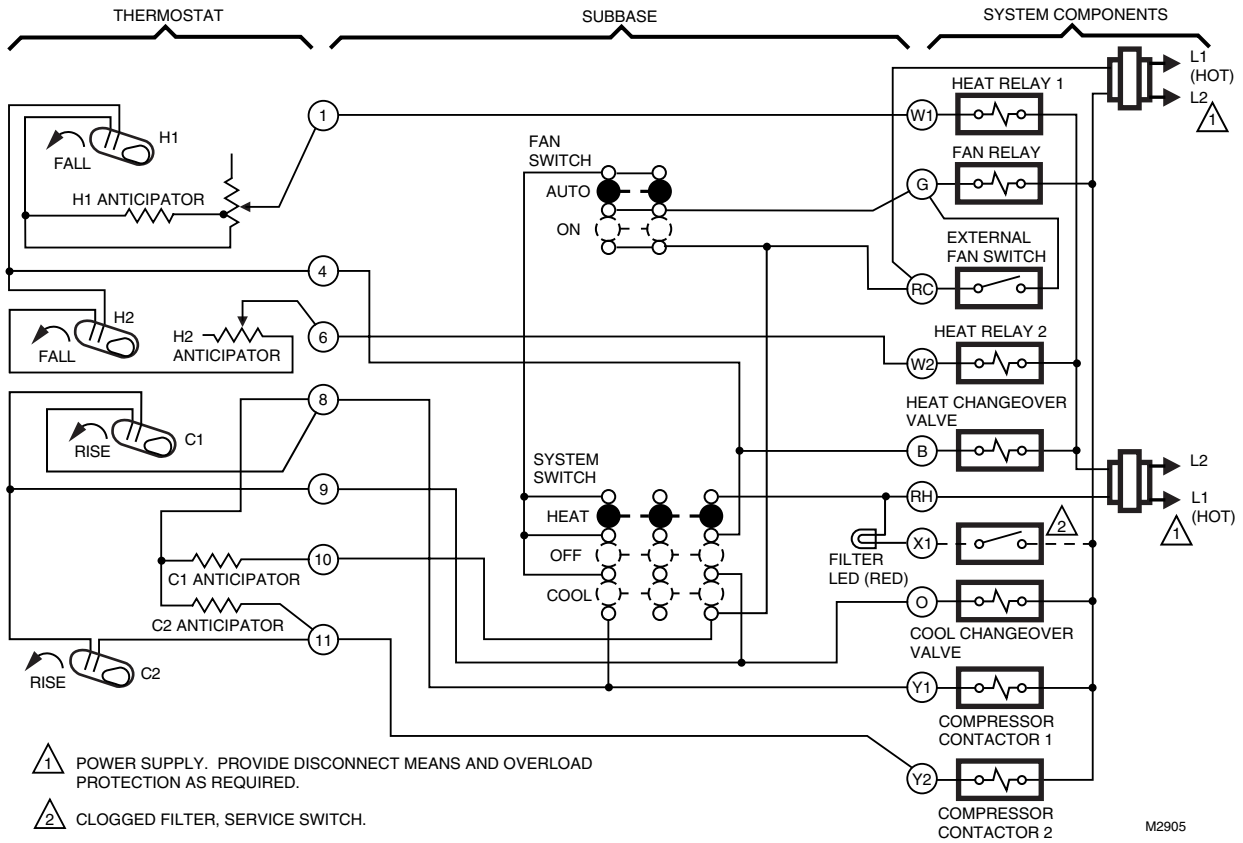 THERMOSTAT
SUBBASE
SYSTEM COMPONENTS
L1
(HOT)
L2
1
HEAT RELAY 1
W1
1
H1
FALL
H1 ANTICIPATOR
FAN
SWITCH
AUTO
ON
FAN RELAY
G
EXTERNAL
FAN SWITCH
RC
4
H2
FALL
H2
ANTICIPATOR
6
HEAT RELAY 2
W2
HEAT CHANGEOVER
VALVE
B
8
C1
RISE
9
SYSTEM
SWITCH
HEAT
OFF
COOL
RH
L2
L1
(HOT)
1
X1
2
FILTER
LED (RED)
10
C1 ANTICIPATOR
C2 ANTICIPATOR
11
O
COOL CHANGEOVER
VALVE
RISE
C2
Y1
COMPRESSOR
CONTACTOR 1
Y2
COMPRESSOR
CONTACTOR 2
1 POWER SUPPLY. PROVIDE DISCONNECT MEANS AND OVERLOAD
PROTECTION AS REQUIRED.
2 CLOGGED FILTER, SERVICE SWITCH.
M2905